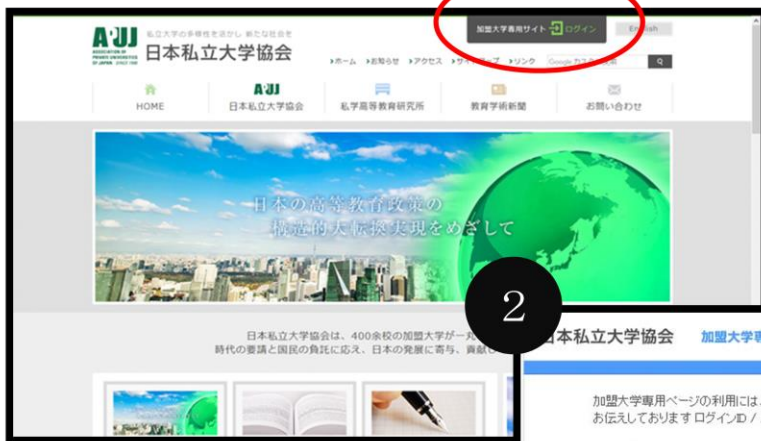 私立大学の多様性を活かし 新たな社会を
AP'UJ
ASSOCIATION OF
PRIVATE UNIVERSITIES
OF JAPAN SINCE 1948
日本私立大学協会
加盟大学専用サイト ログイン
English
ホーム お知らせ アクセス リンク
HOME
日本私立大学協会
私学高等教育研究所
教育学術新聞
お問い合わせ
日本の高等教育政策の
構造的大転換実現をめざして
2
日本私立大学協会は、400余校の加盟大学が一丸
時代の要請と国民の負託に応え、日本の発展に寄与、貢献
本私立大学協会 加盟大学専
加盟大学専用ページの利用には、
お伝えしておりますログインID /